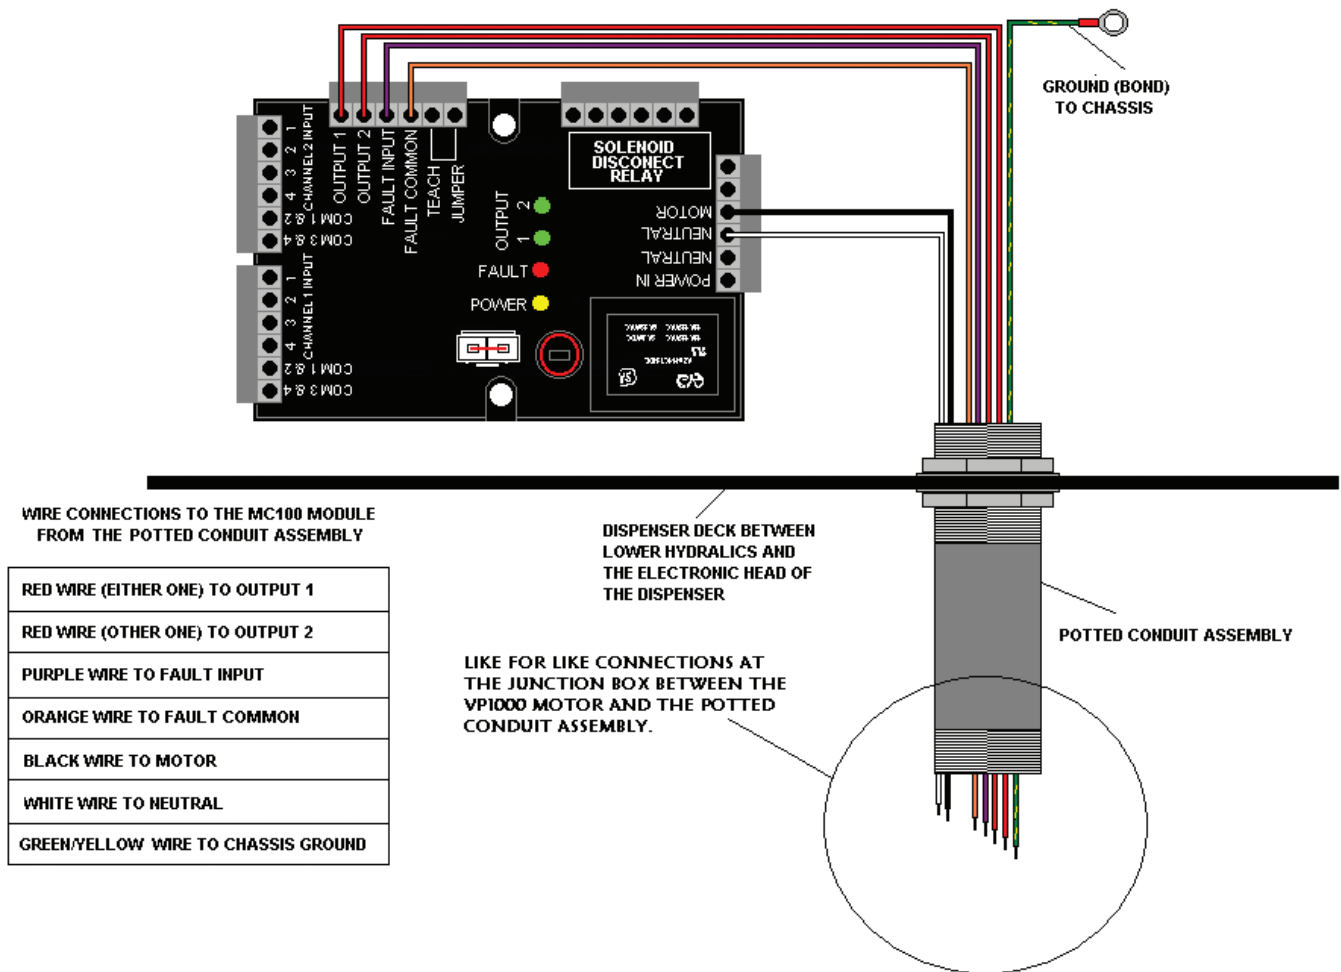 GROUND (BOND)
TO CHASSIS
1
2
3
4
CHANNEL 2 INPUT
COM 1 & 2
COM 3 & 4
1
2
3
4
CHANNEL 1 INPUT
COM 1 & 2
COM 3 & 4
OUTPUT 1
OUTPUT 2
FAULT INPUT
FAULT COMMON
TEACH
JUMPER
SOLENOID
DISCONECT
RELAY
MOTOR
NEUTRAL
NEUTRAL
POWER IN
OUTPUT
2
1
FAULT
POWER
WIRE CONNECTIONS TO THE MC100 MODULE
FROM THE POTTED CONDUIT ASSEMBLY
RED WIRE (EITHER ONE) TO OUTPUT 1
RED WIRE (OTHER ONE) TO OUTPUT 2
PURPLE WIRE TO FAULT INPUT
ORANGE WIRE TO FAULT COMMON
BLACK WIRE TO MOTOR
WHITE WIRE TO NEUTRAL
GREEN/YELLOW WIRE TO CHASSIS GROUND
DISPENSER DECK BETWEEN
LOWER HYDRALICS AND
THE ELECTRONIC HEAD OF
THE DISPENSER
POTTED CONDUIT ASSEMBLY
LIKE FOR LIKE CONNECTIONS AT
THE JUNCTION BOX BETWEEN THE
VP1000 MOTOR AND THE POTTED
CONDUIT ASSEMBLY.